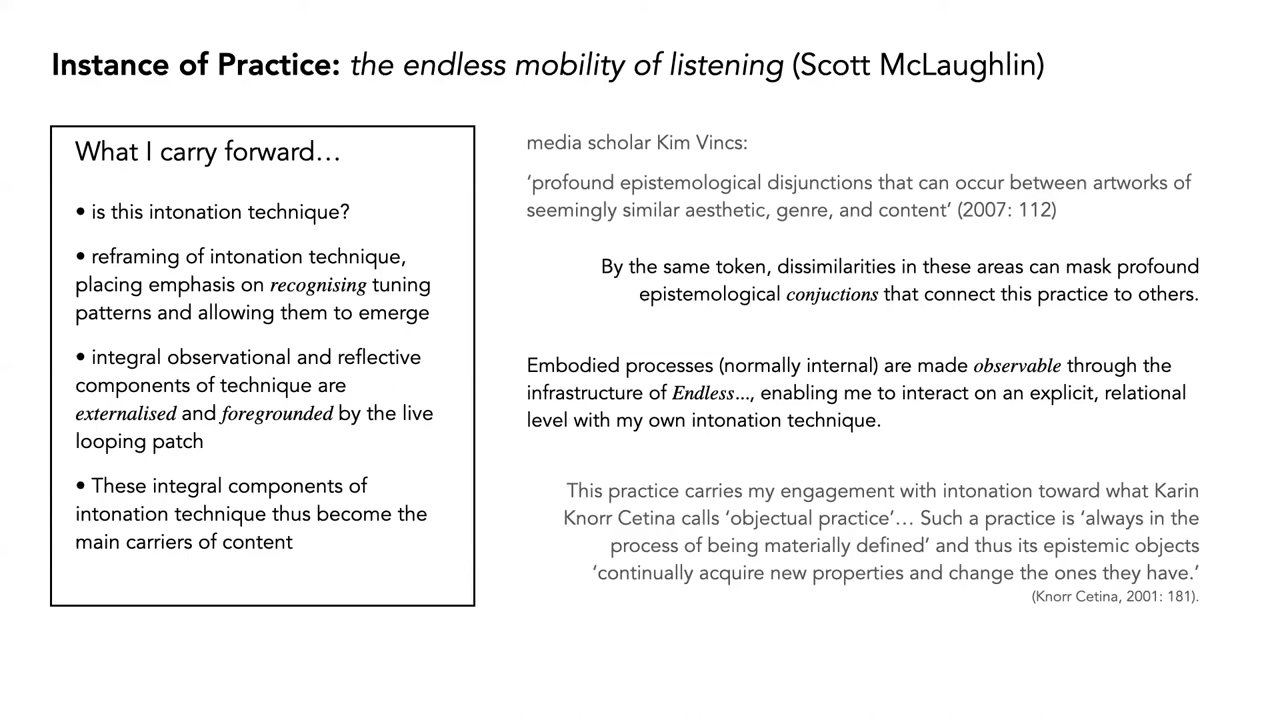 Instance of Practice: the endless mobility of listening (Scott McLaughlin)
What I carry forward…
• is this intonation technique?
• reframing of intonation technique,
placing emphasis on recognising tuning
patterns and allowing them to emerge
• integral observational and reflective
components of technique are
externalised and foregrounded by the live
looping patch
• These integral components of
intonation technique thus become the
main carriers of content
media scholar Kim Vincs:
‘profound epistemological disjunctions that can occur between artworks of
seemingly similar aesthetic, genre, and content’ (2007: 112)
By the same token, dissimilarities in these areas can mask profound
epistemological conjuctions that connect this practice to others.
Embodied processes (normally internal) are made observable through the
infrastructure of Endless..., enabling me to interact on an explicit, relational
level with my own intonation technique.
This practice carries my engagement with intonation toward what Karin
Knorr Cetina calls ‘objectual practice’… Such a practice is ‘always in the
process of being materially defined’ and thus its epistemic objects
‘continually acquire new properties and change the ones they have.’
(Knorr Cetina, 2001: 181).